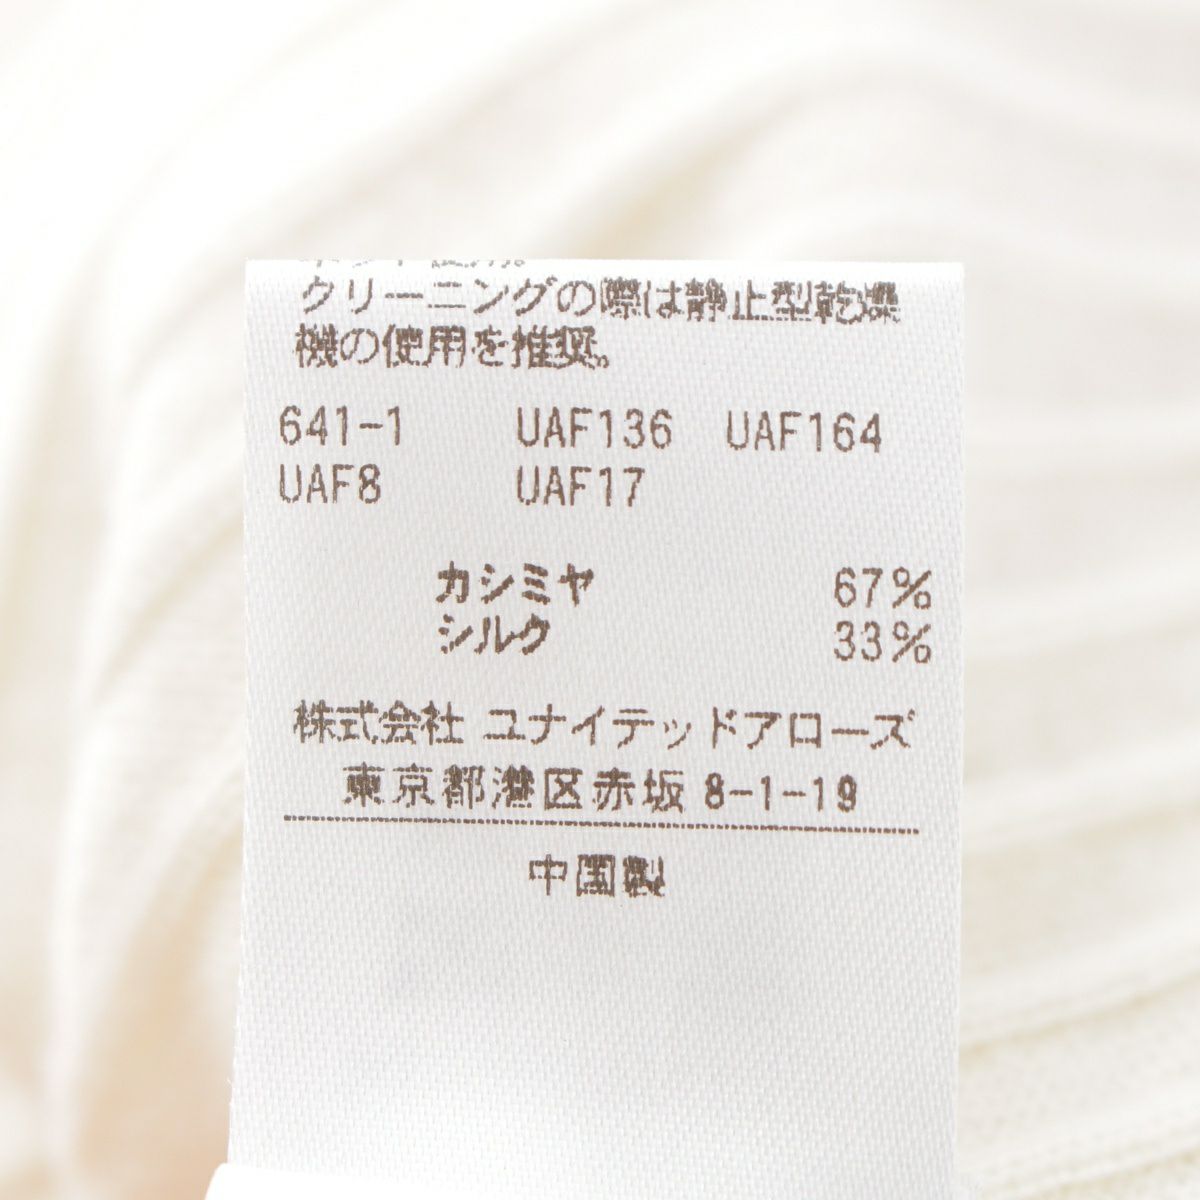 使用。
クリーニングの際は静止型乾燥
機の使用を推奨。
641-1 UAF136 UAF164
UAF8 UAF17
カシミヤ 67%
シルク 33%
株式会社 ユナイテッドアローズ
東京都港区赤坂 8-1-19
中国製